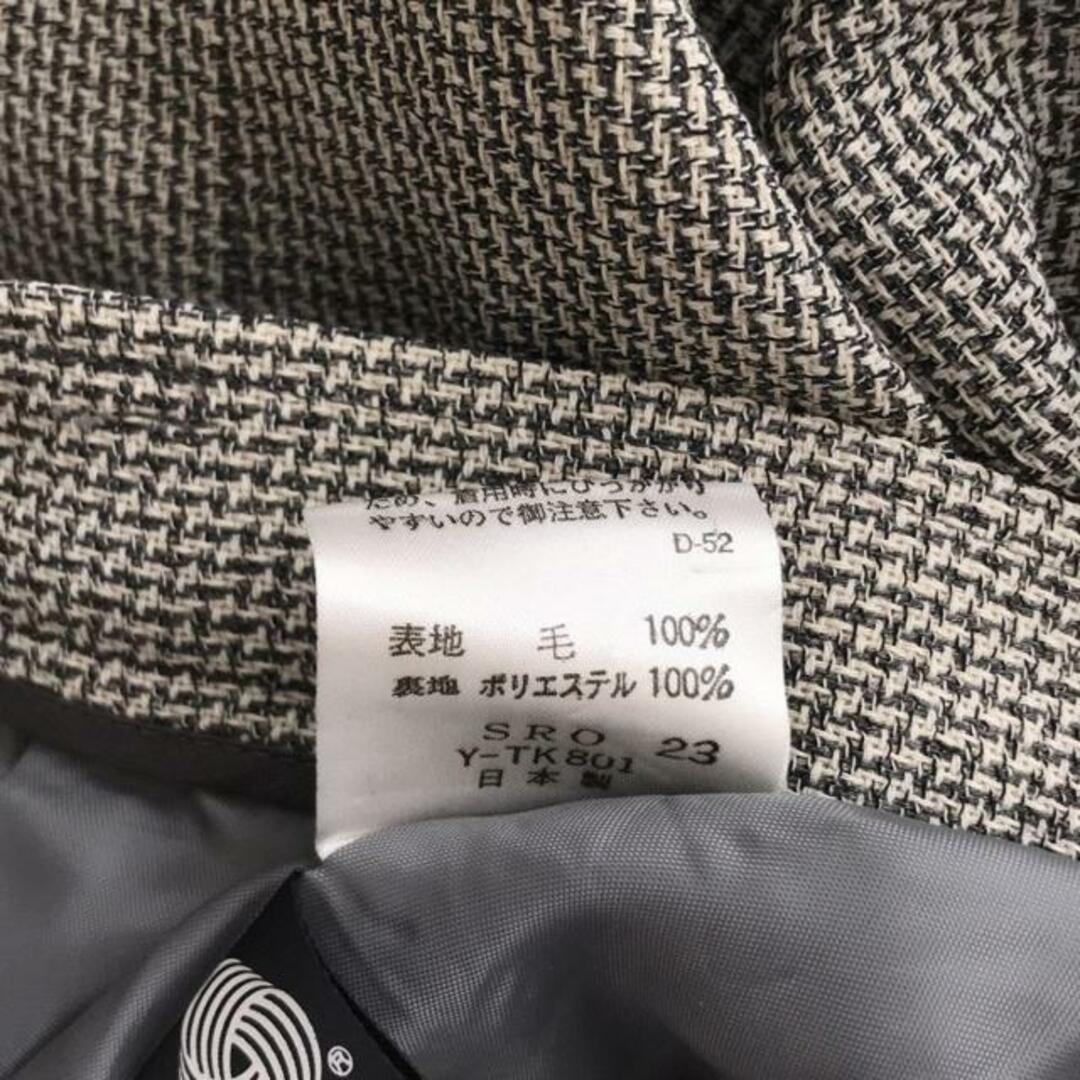 ため、着用時にひっかかり
やすいので御注意下さい。
D-52
表地 毛 100%
裏地 ポリエステル 100%
SRO 23
Y-TK801
日本製
®